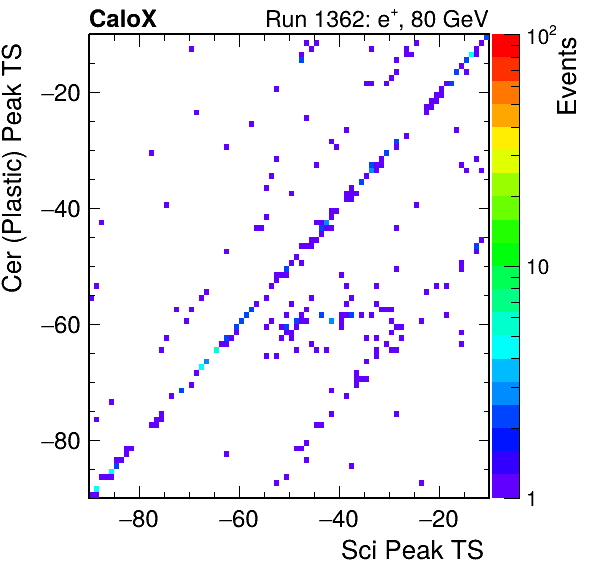 CaloX Run 1362: e⁺, 80 GeV
10²
10
1
Events
Cer (Plastic) Peak TS
−20
−40
−60
−80
−80 −60 −40 −20
Sci Peak TS